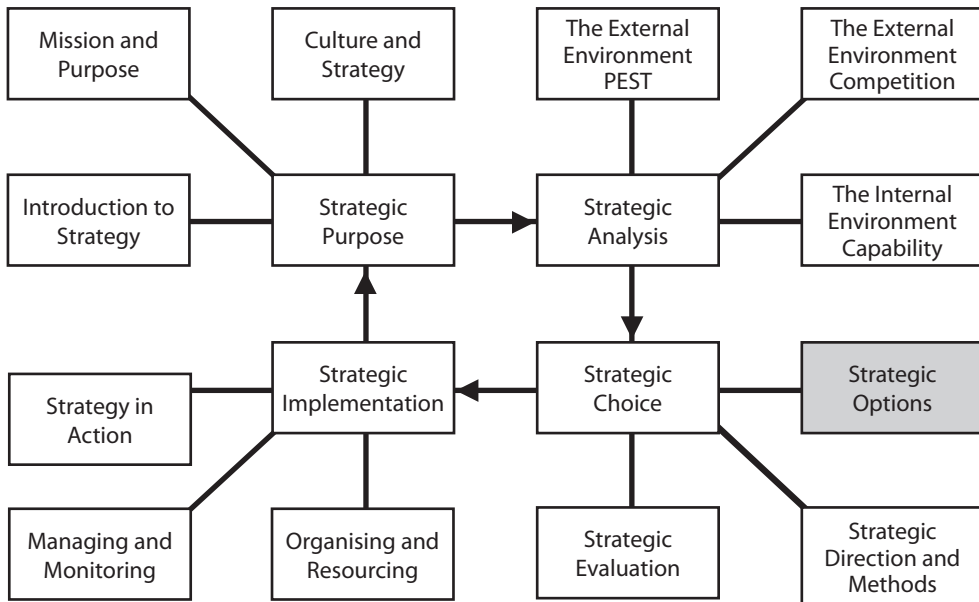 Mission and
Purpose
Culture and
Strategy
The External
Environment
PEST
The External
Environment
Competition
Introduction to
Strategy
Strategic
Purpose
Strategic
Analysis
The Internal
Environment
Capability
Strategy in
Action
Strategic
Implementation
Strategic
Choice
Strategic
Options
Managing and
Monitoring
Organising and
Resourcing
Strategic
Evaluation
Strategic
Direction and
Methods